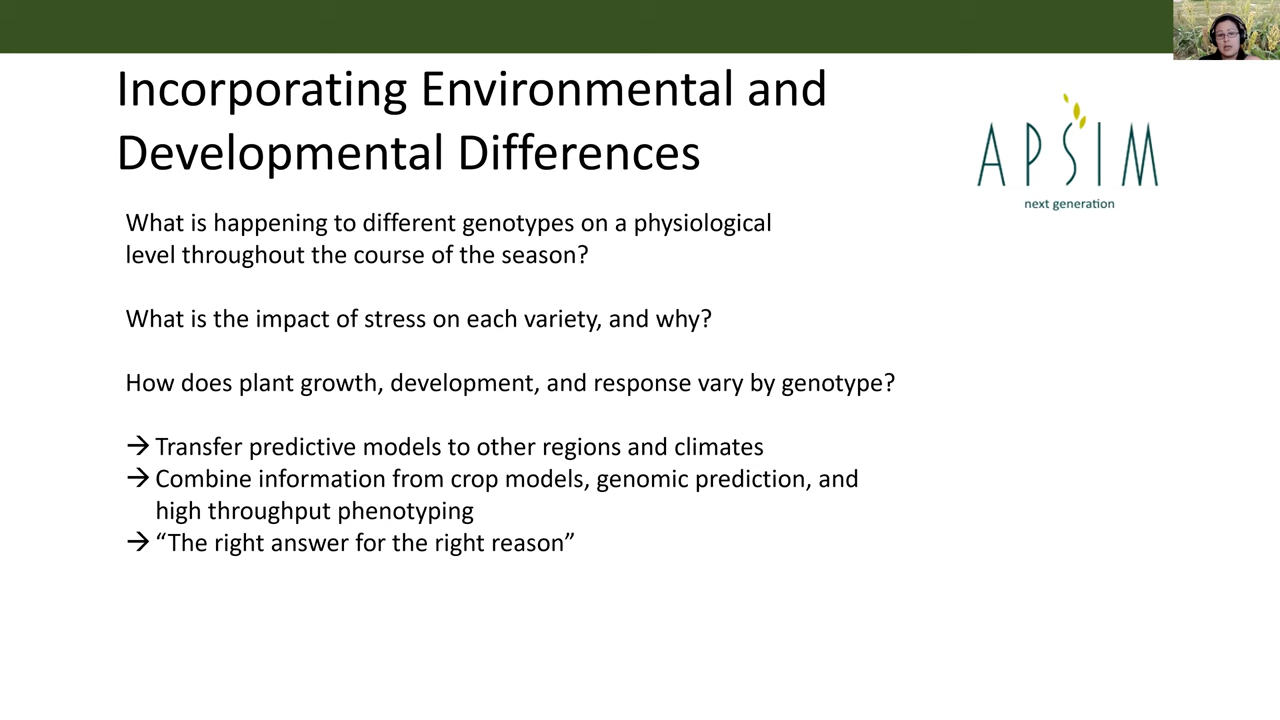 Incorporating Environmental and
Developmental Differences
APSIM
next generation
What is happening to different genotypes on a physiological
level throughout the course of the season?
What is the impact of stress on each variety, and why?
How does plant growth, development, and response vary by genotype?
→ Transfer predictive models to other regions and climates
→ Combine information from crop models, genomic prediction, and
high throughput phenotyping
→ “The right answer for the right reason”